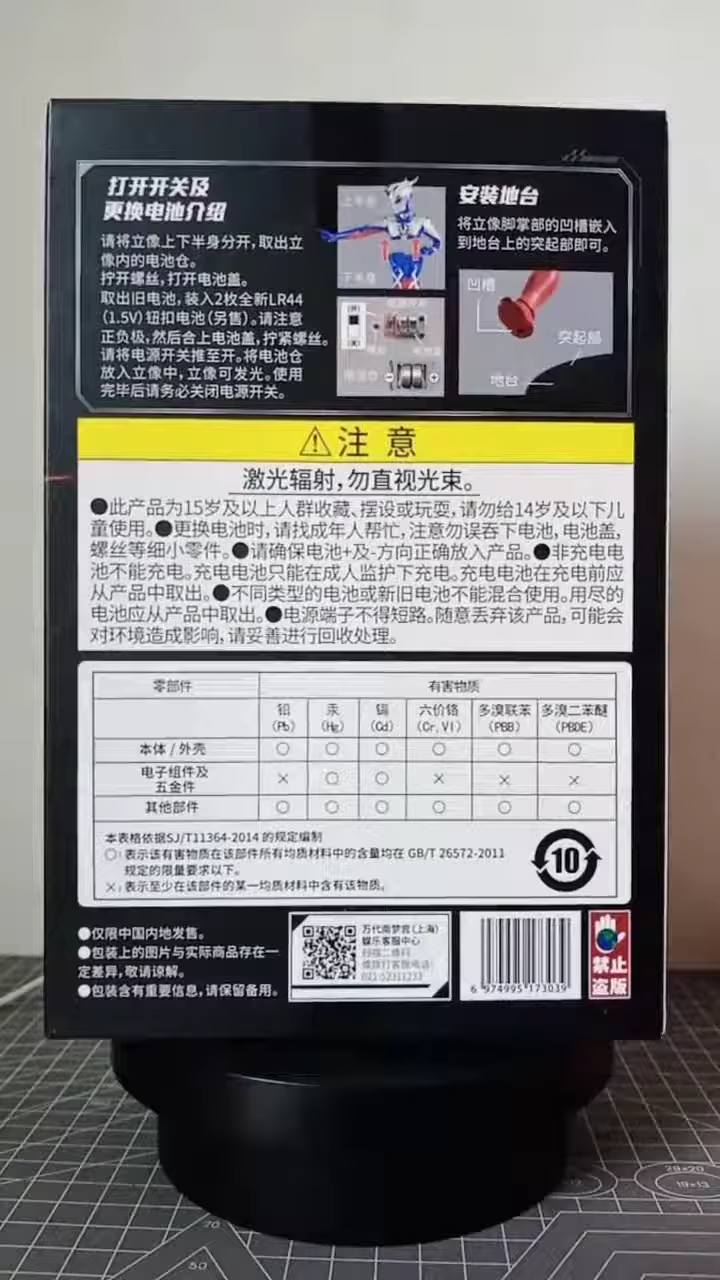 打开开关及
更换电池介绍
请将立像上下半身分开，取出立
像内的电池仓。
拧开螺丝，打开电池盖。
取出旧电池，装入2枚全新LR44
（1.5V）钮扣电池（另售）。请注意
正负极，然后合上电池盖，拧紧螺丝。
请将电源开关推至开。将电池仓
放入立像中，立像可发光。使用
完毕后请务必关闭电源开关。
上半身
下半身
安装地台
将立像脚掌部的凹槽嵌入
到地台上的突起部即可。
凹槽
突起部
地台
⚠注 意
激光辐射，勿直视光束。
●此产品为15岁及以上人群收藏、摆设或玩耍，请勿给14岁及以下儿
童使用。●更换电池时，请找成年人帮忙，注意勿误吞下电池，电池盖，
螺丝等细小零件。●请确保电池+及-方向正确放入产品。●非充电电
池不能充电。充电电池只能在成人监护下充电。充电电池在充电前应
从产品中取出。●不同类型的电池或新旧电池不能混合使用。用尽的
电池应从产品中取出。●电源端子不得短路。随意丢弃该产品，可能会
对环境造成影响，请妥善进行回收处理。
零部件 有害物质
铅 汞 镉 六价铬 多溴联苯 多溴二苯醚
（Pb） （Hg） （Cd） （Cr，VI） （PBB） （PBDE）
本体 / 外壳 ○ ○ ○ ○ ○ ○
电子组件及
五金件 × ○ ○ × × ×
其他部件 ○ ○ ○ ○ ○ ○
本表格依据SJ/T11364-2014 的规定编制
○：表示该有害物质在该部件所有均质材料中的含量均在 GB/T 26572-2011
规定的限量要求以下。
×：表示至少在该部件的某一均质材料中含有该物质。
10
●仅限中国内地发售。
●包装上的图片与实际商品存在一
定差异，敬请谅解。
●包装含有重要信息，请保留备用。
万代南梦宫（上海）
娱乐客服中心
扫描二维码
或拨打客服电话
6 974995 173039
禁止
盗版
70
50